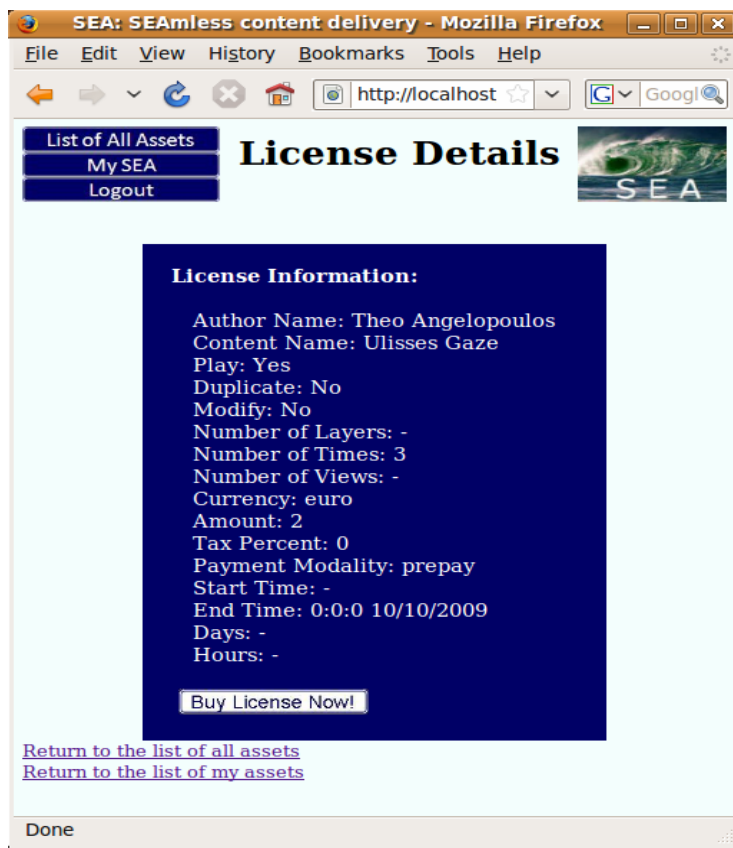 SEA: SEAmless content delivery - Mozilla Firefox
File Edit View History Bookmarks Tools Help
http://localhost Googl
List of All Assets
My SEA
Logout
License Details
SEA
License Information:
Author Name: Theo Angelopoulos
Content Name: Ulisses Gaze
Play: Yes
Duplicate: No
Modify: No
Number of Layers: -
Number of Times: 3
Number of Views: -
Currency: euro
Amount: 2
Tax Percent: 0
Payment Modality: prepay
Start Time: -
End Time: 0:0:0 10/10/2009
Days: -
Hours: -
Buy License Now!
Return to the list of all assets
Return to the list of my assets
Done